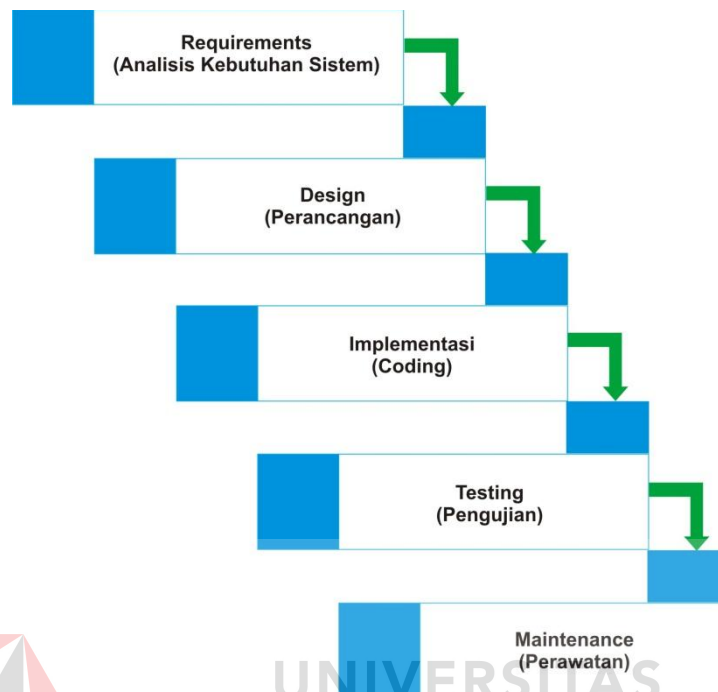 Requirements
(Analisis Kebutuhan Sistem)
Design
(Perancangan)
Implementasi
(Coding)
Testing
(Pengujian)
Maintenance
(Perawatan)
UNIVERSITAS